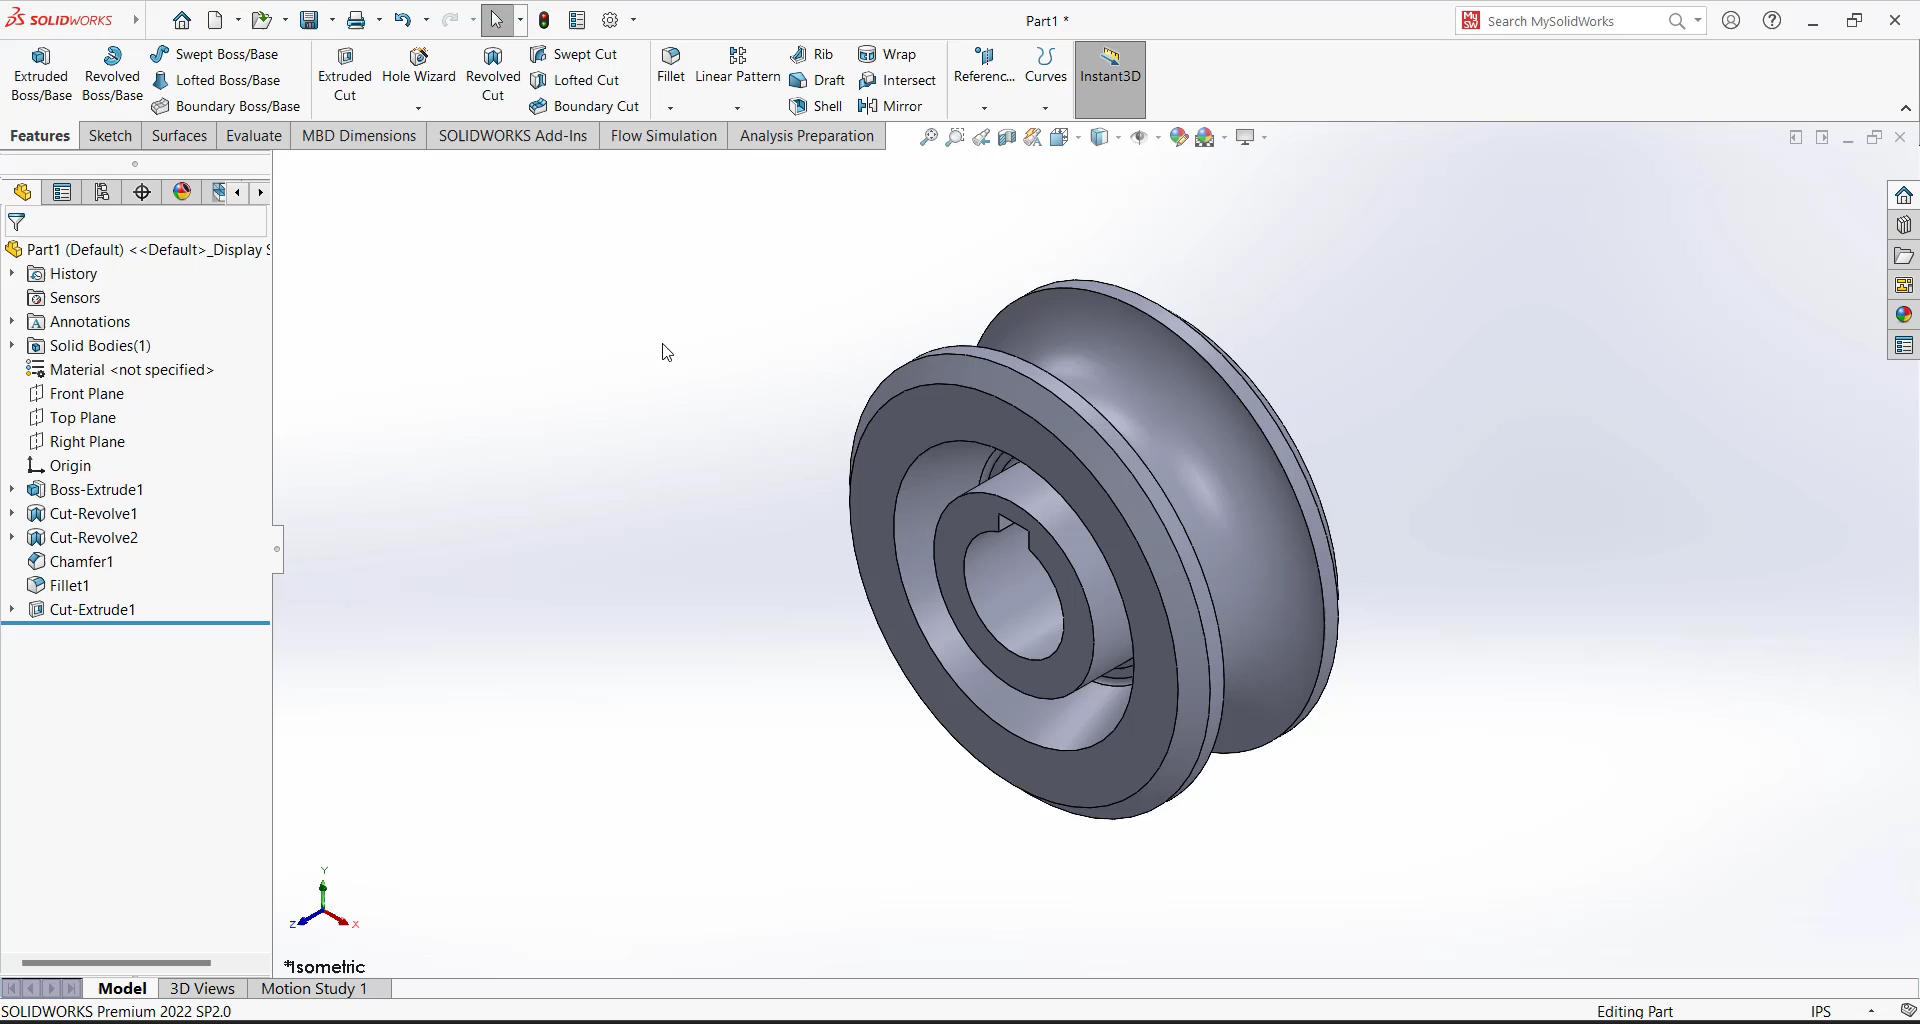 SOLIDWORKS
Part1 *
Search MySolidWorks
Extruded Boss/Base
Revolved Boss/Base
Swept Boss/Base
Lofted Boss/Base
Boundary Boss/Base
Extruded Cut
Hole Wizard
Revolved Cut
Swept Cut
Lofted Cut
Boundary Cut
Fillet
Linear Pattern
Rib
Draft
Shell
Wrap
Intersect
Mirror
Referenc...
Curves
Instant3D
Features
Sketch
Surfaces
Evaluate
MBD Dimensions
SOLIDWORKS Add-Ins
Flow Simulation
Analysis Preparation
Part1 (Default) <<Default>_Display S
History
Sensors
Annotations
Solid Bodies(1)
Material <not specified>
Front Plane
Top Plane
Right Plane
Origin
Boss-Extrude1
Cut-Revolve1
Cut-Revolve2
Chamfer1
Fillet1
Cut-Extrude1
Y
Z
X
*Isometric
Model
3D Views
Motion Study 1
SOLIDWORKS Premium 2022 SP2.0
Editing Part
IPS